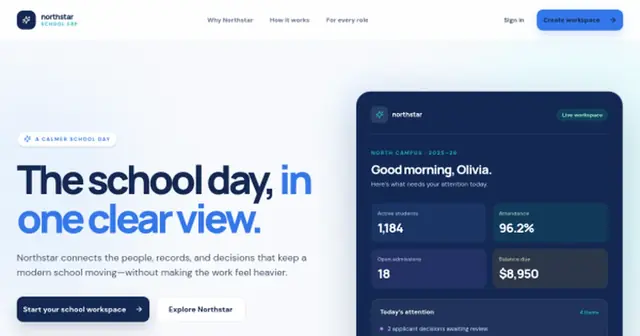 northstar
SCHOOL ERP
Why Northstar
How it works
For every role
Sign in
Create workspace →
A CALMER SCHOOL DAY
The school day, in
one clear view.
Northstar connects the people, records, and decisions that keep a
modern school moving—without making the work feel heavier.
Start your school workspace →
Explore Northstar
northstar
Live workspace
NORTH CAMPUS · 2025–26
Good morning, Olivia.
Here's what needs your attention today.
Active students
1,184
Attendance
96.2%
Open admissions
18
Balance due
$8,950
Today's attention
4 items
2 applicant decisions awaiting review